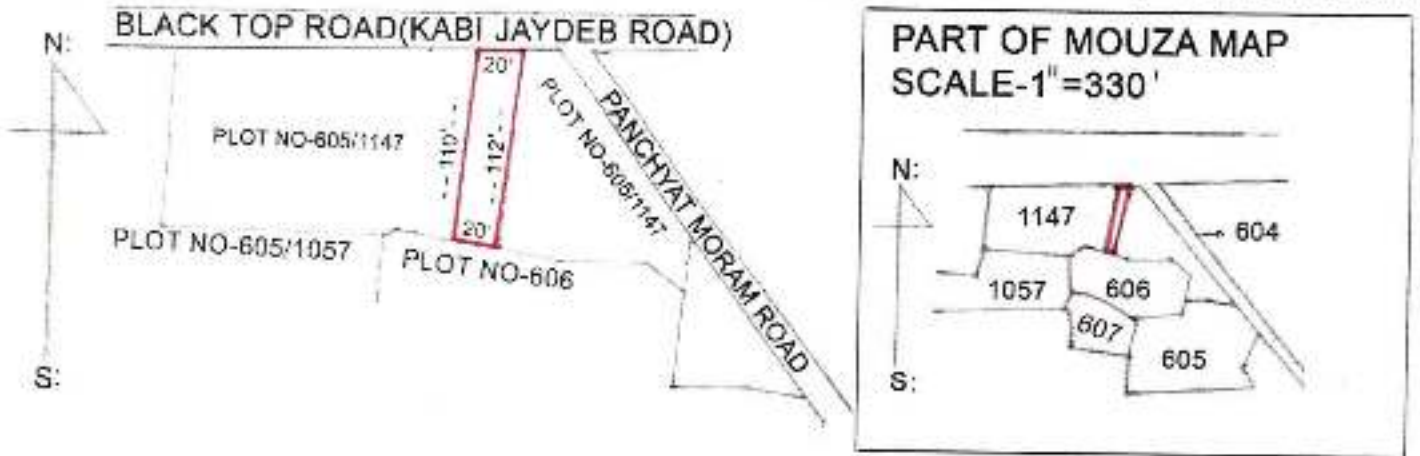 BLACK TOP ROAD(KABI JAYDEB ROAD)
N:
20'
PLOT NO-605/1147
110'
112'
PLOT NO-605/1147
PANCHYAT MORAM ROAD
20'
PLOT NO-605/1057
PLOT NO-606
S:
PART OF MOUZA MAP
SCALE-1"=330'
N:
1147
604
1057
606
607
605
S: